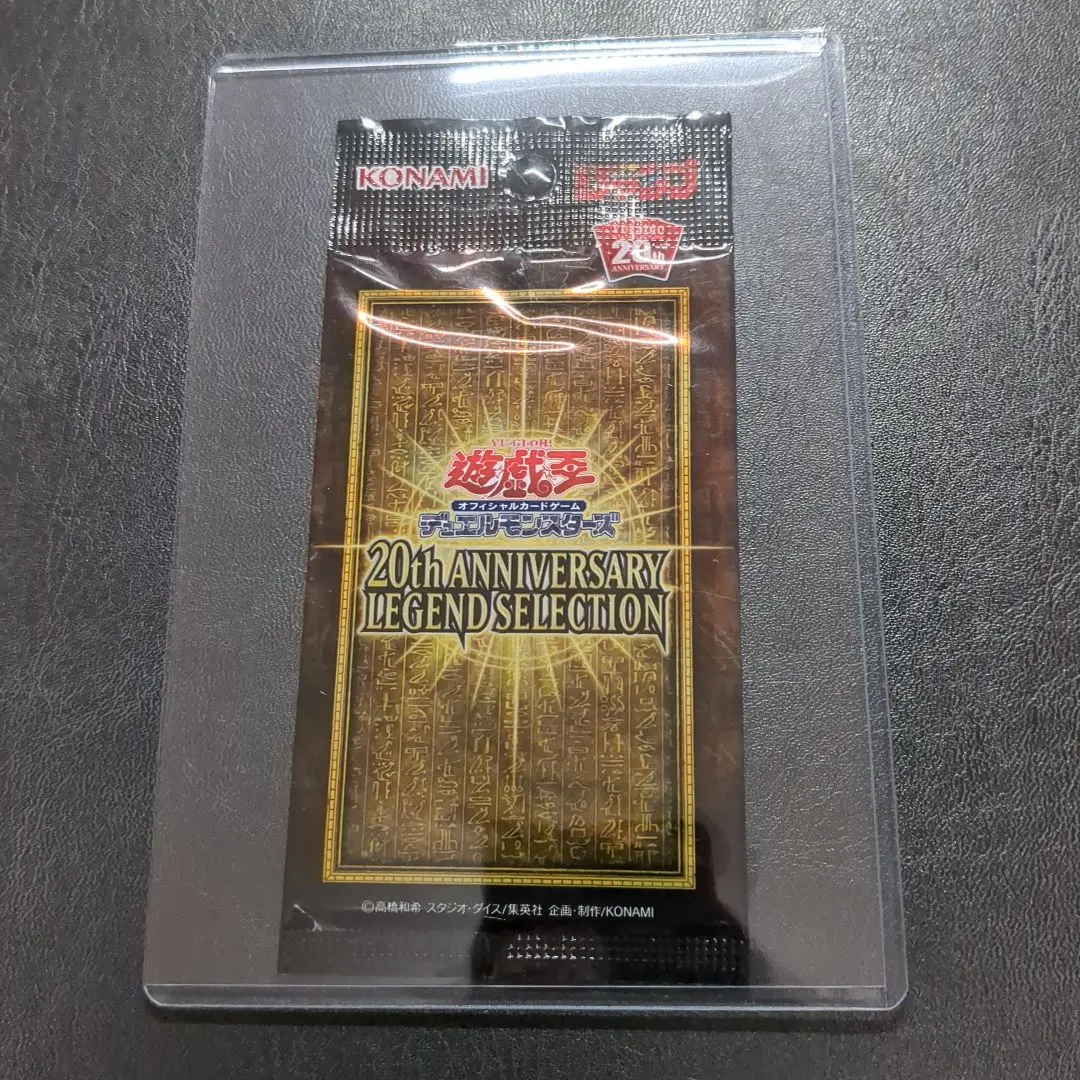 KONAMI
20th
ANNIVERSARY
YU-GI-OH!
遊戯王
オフィシャルカードゲーム
デュエルモンスターズ
20th ANNIVERSARY
LEGEND SELECTION
©高橋和希 スタジオ・ダイス/集英社 企画・制作/KONAMI